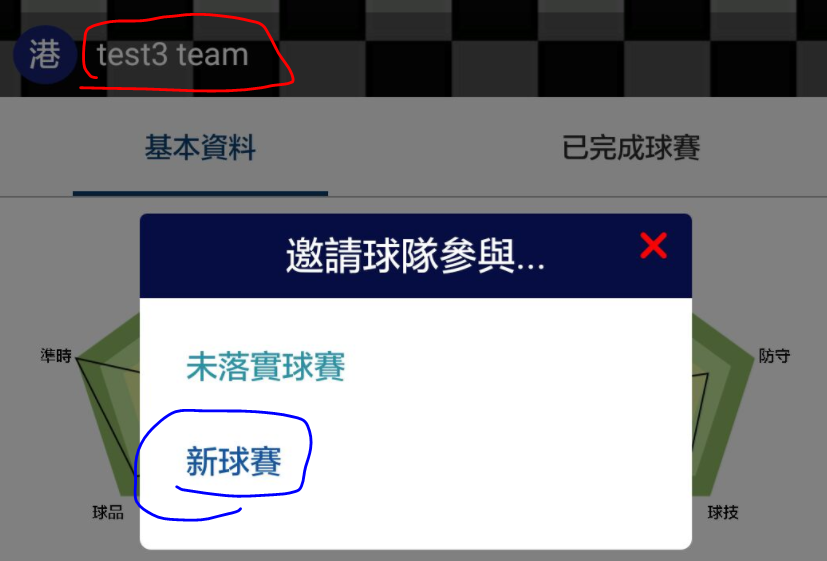 港 test3 team
基本資料 已完成球賽
邀請球隊參與...
未落實球賽
準時 防守
新球賽
球品 球技